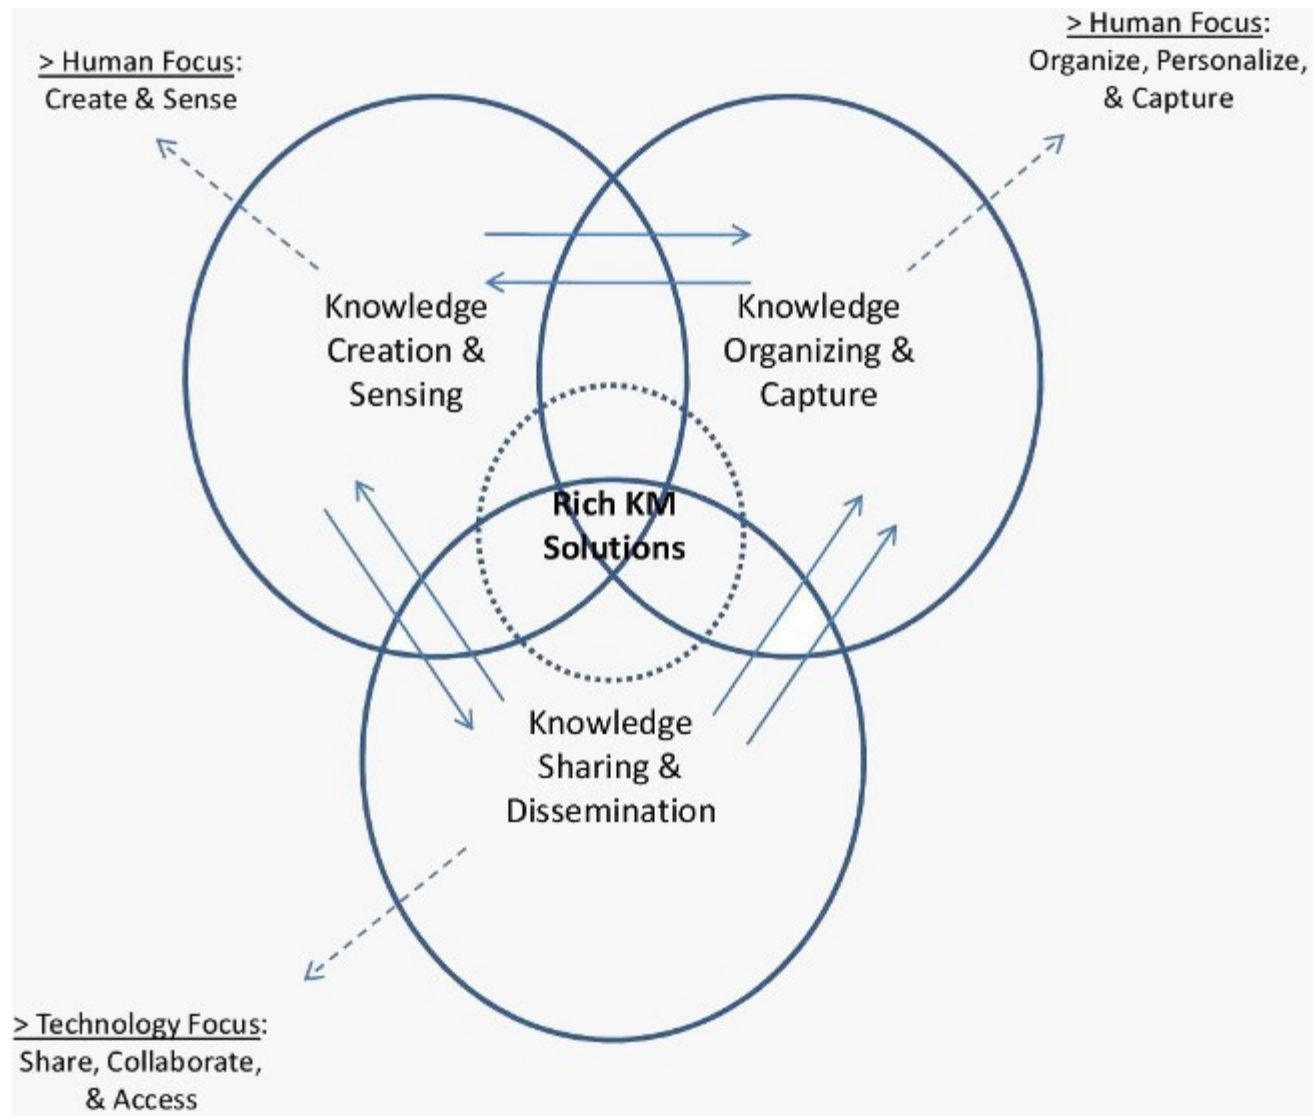 > Human Focus:
Create & Sense
> Human Focus:
Organize, Personalize,
& Capture
Knowledge
Creation &
Sensing
Knowledge
Organizing &
Capture
Rich KM
Solutions
Knowledge
Sharing &
Dissemination
> Technology Focus:
Share, Collaborate,
& Access